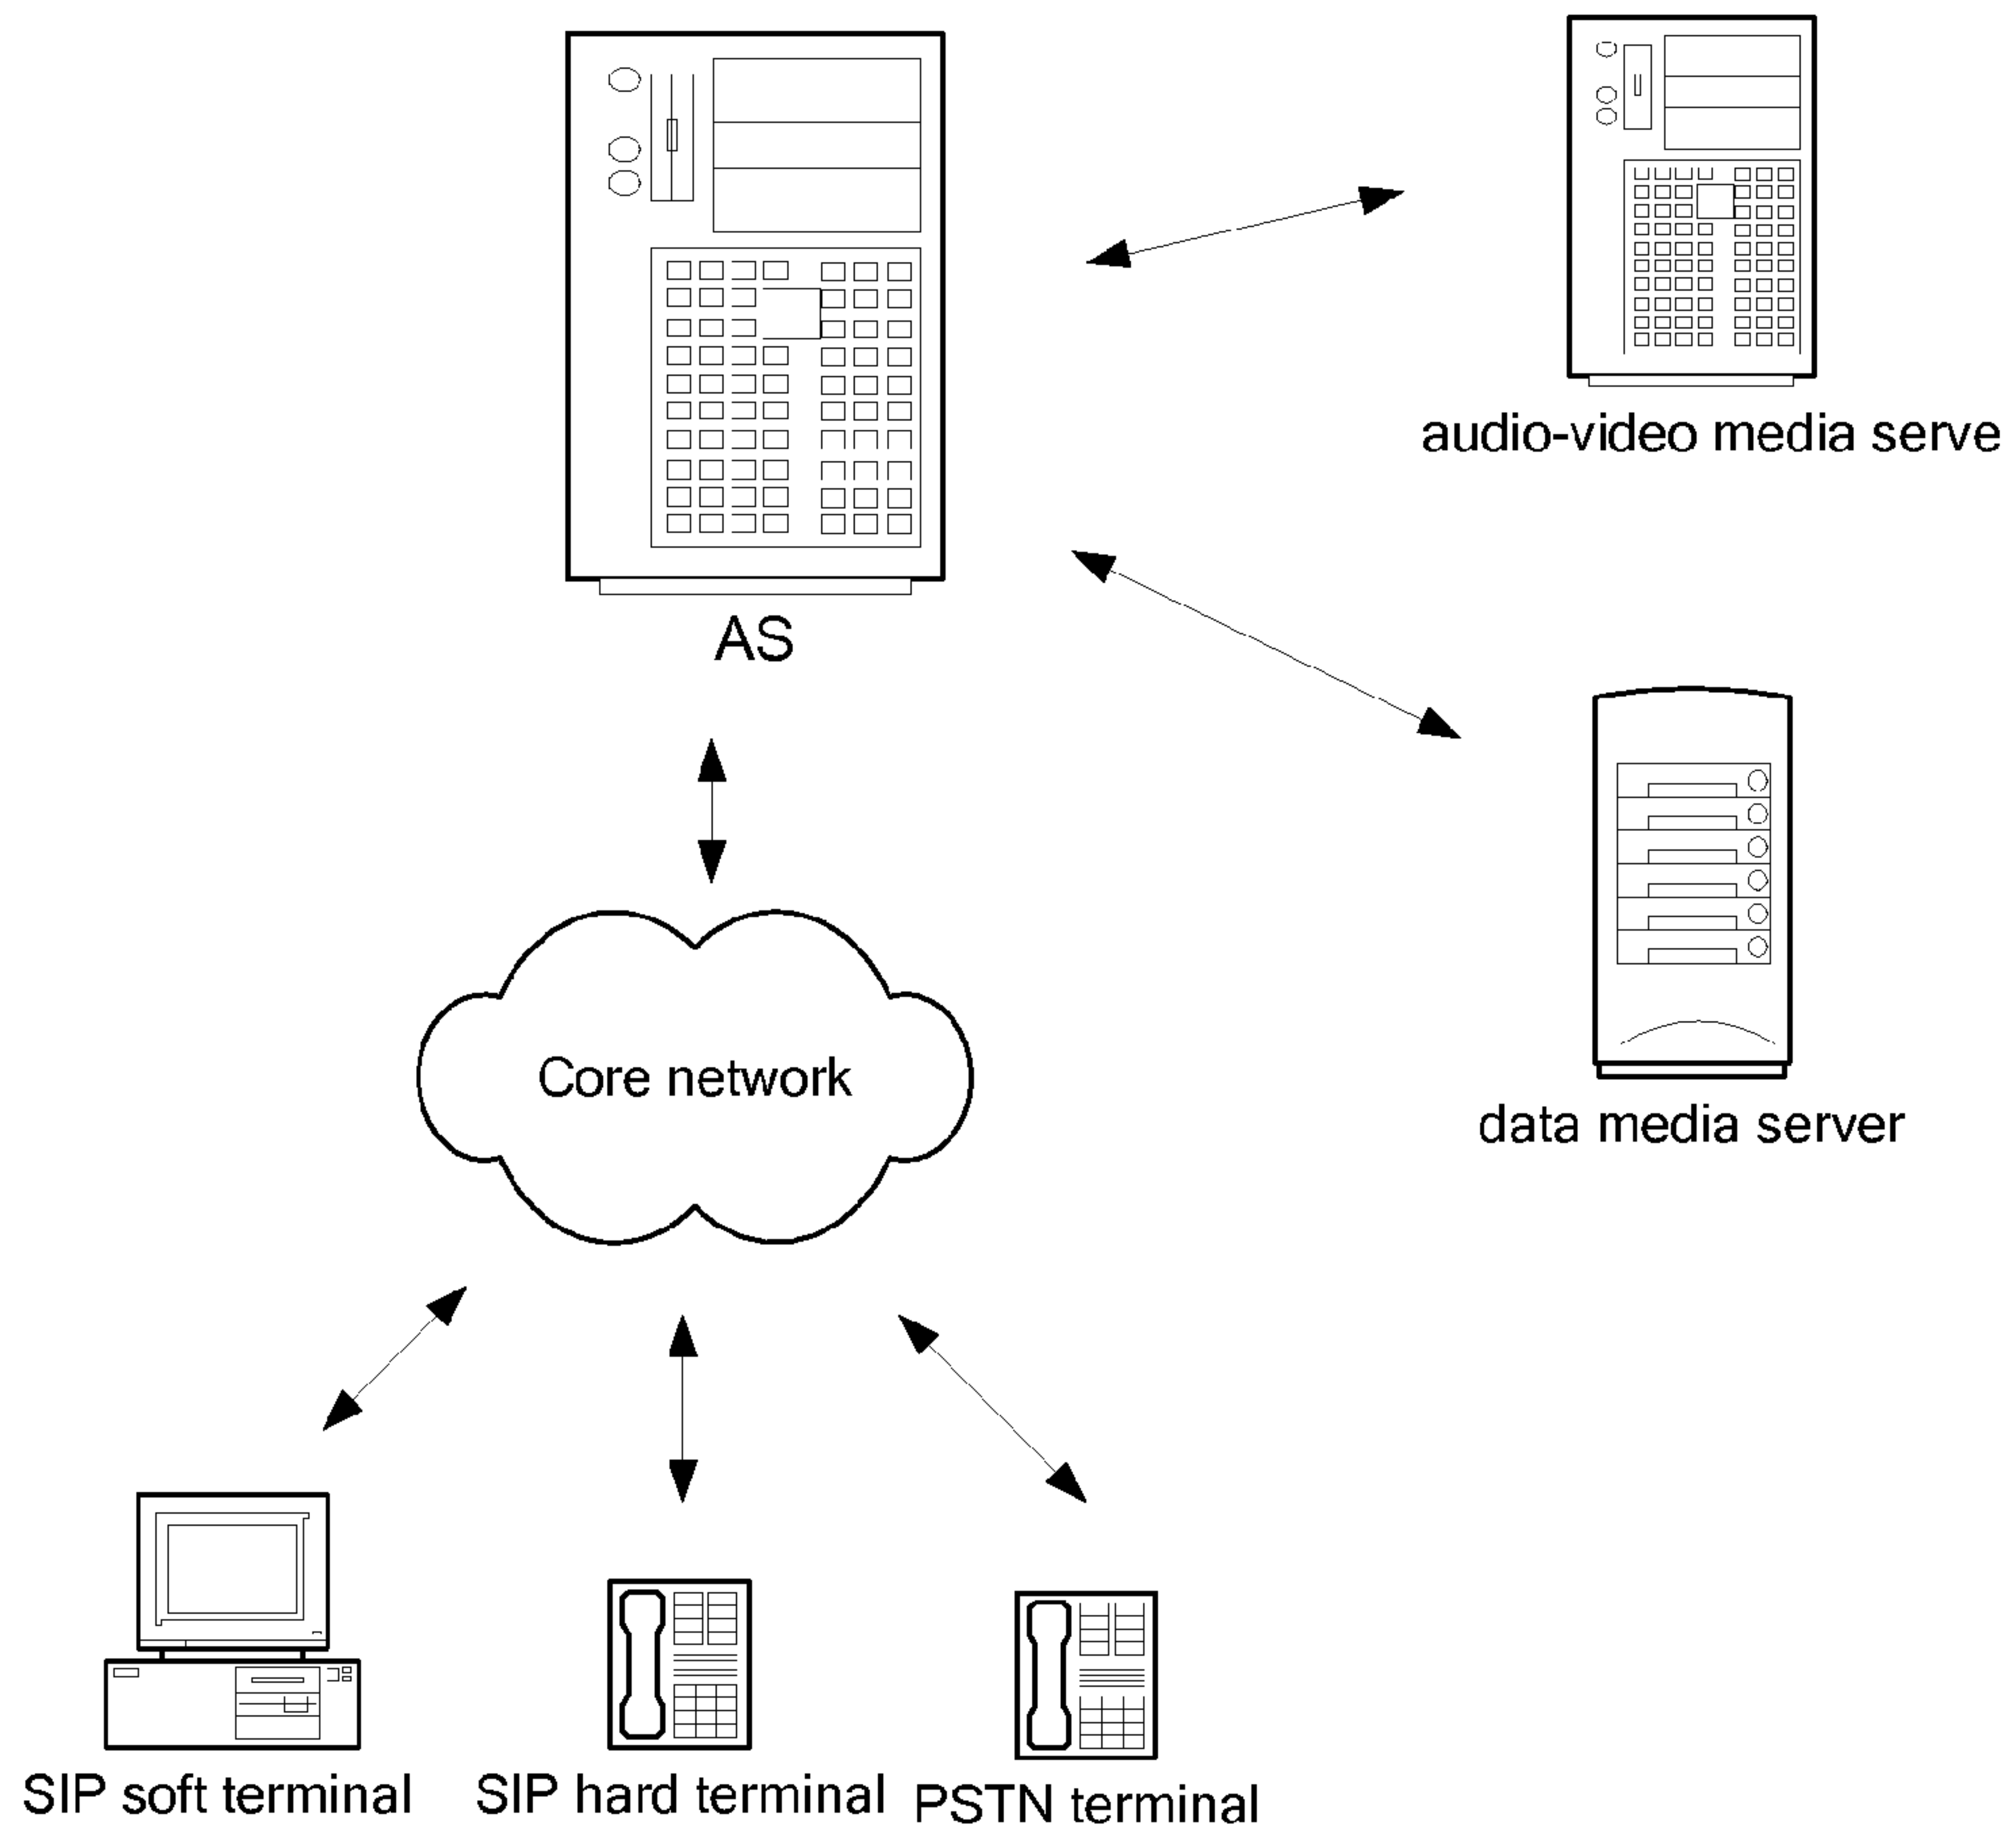 audio-video media serve
AS
Core network
data media server
SIP soft terminal
SIP hard terminal
PSTN terminal